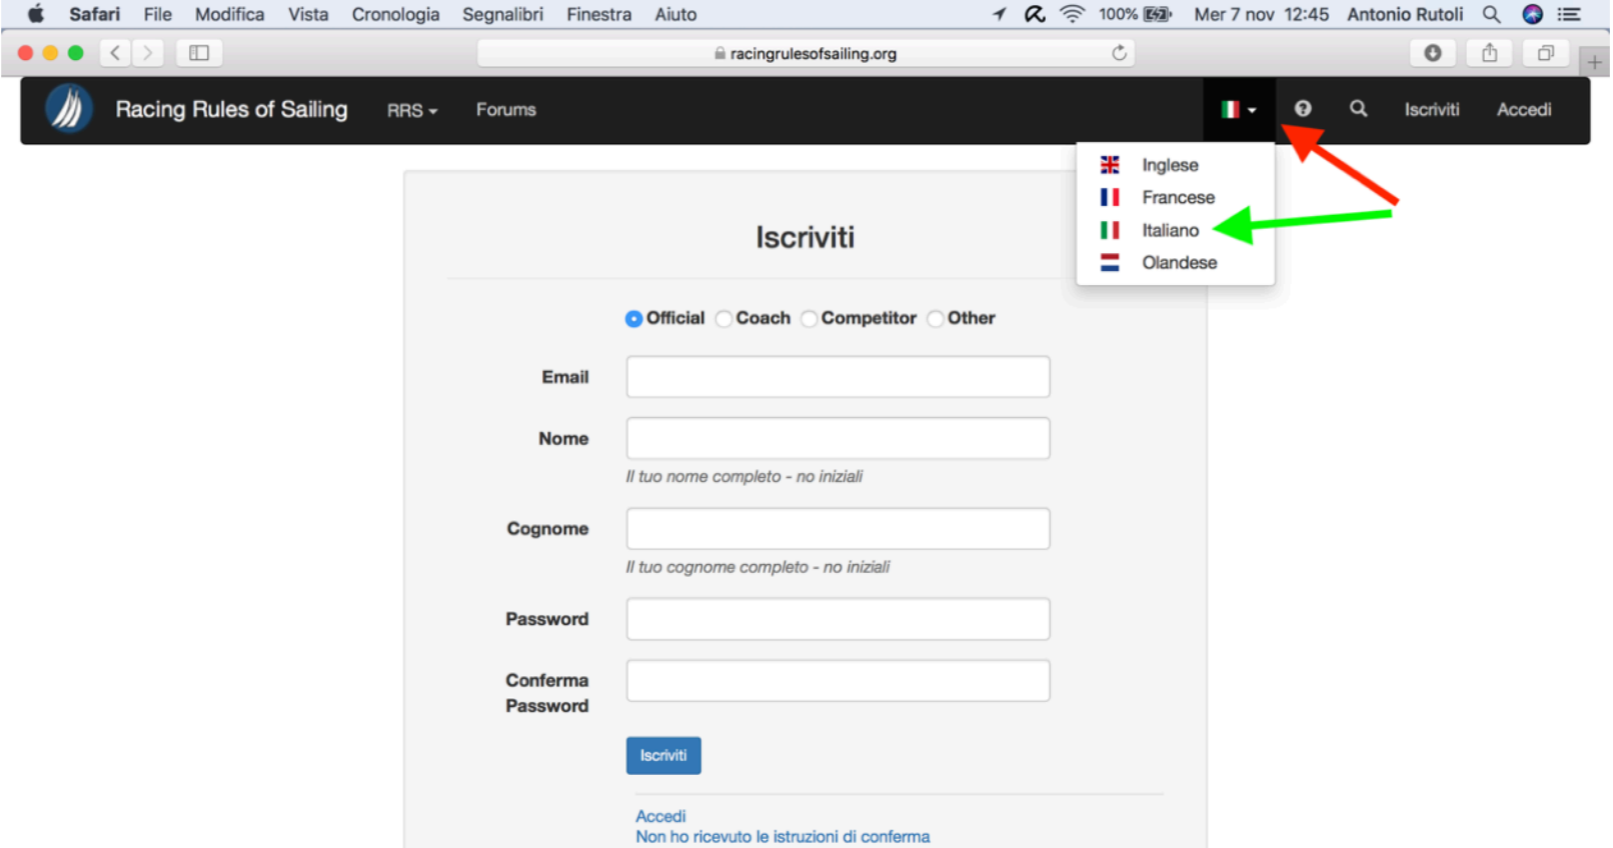 Safari File Modifica Vista Cronologia Segnalibri Finestra Aiuto 100% Mer 7 nov 12:45 Antonio Rutoli
racingrulesofsailing.org
Racing Rules of Sailing RRS Forums Iscriviti Accedi
Inglese
Francese
Italiano
Olandese
Iscriviti
Official Coach Competitor Other
Email
Nome
Il tuo nome completo - no iniziali
Cognome
Il tuo cognome completo - no iniziali
Password
Conferma
Password
Iscriviti
Accedi
Non ho ricevuto le istruzioni di conferma